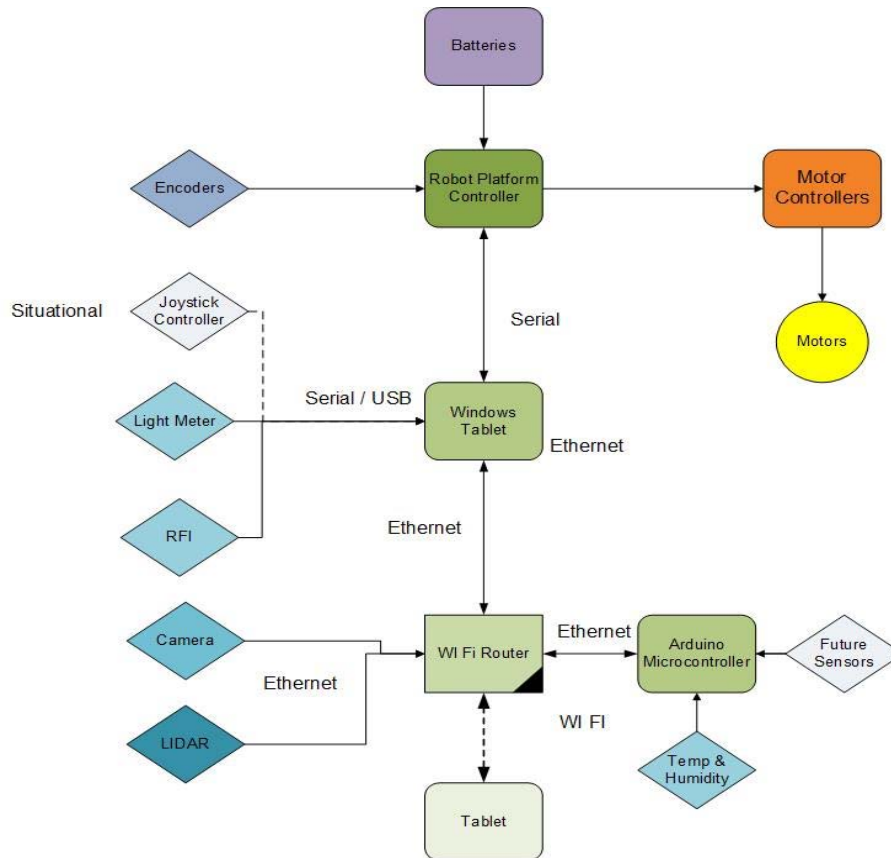 Batteries
Encoders
Robot Platform
Controller
Motor
Controllers
Situational
Joystick
Controller
Serial
Motors
Light Meter
Serial / USB
Windows
Tablet
Ethernet
RFI
Ethernet
Camera
WI Fi Router
Ethernet
Arduino
Microcontroller
Future
Sensors
Ethernet
LIDAR
WI FI
Temp &
Humidity
Tablet